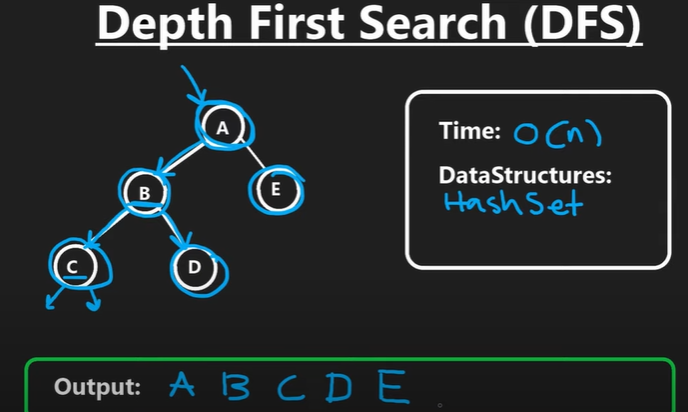 Depth First Search (DFS)
A
B
E
C
D
Time: O(n)
DataStructures:
HashSet
Output: A B C D E